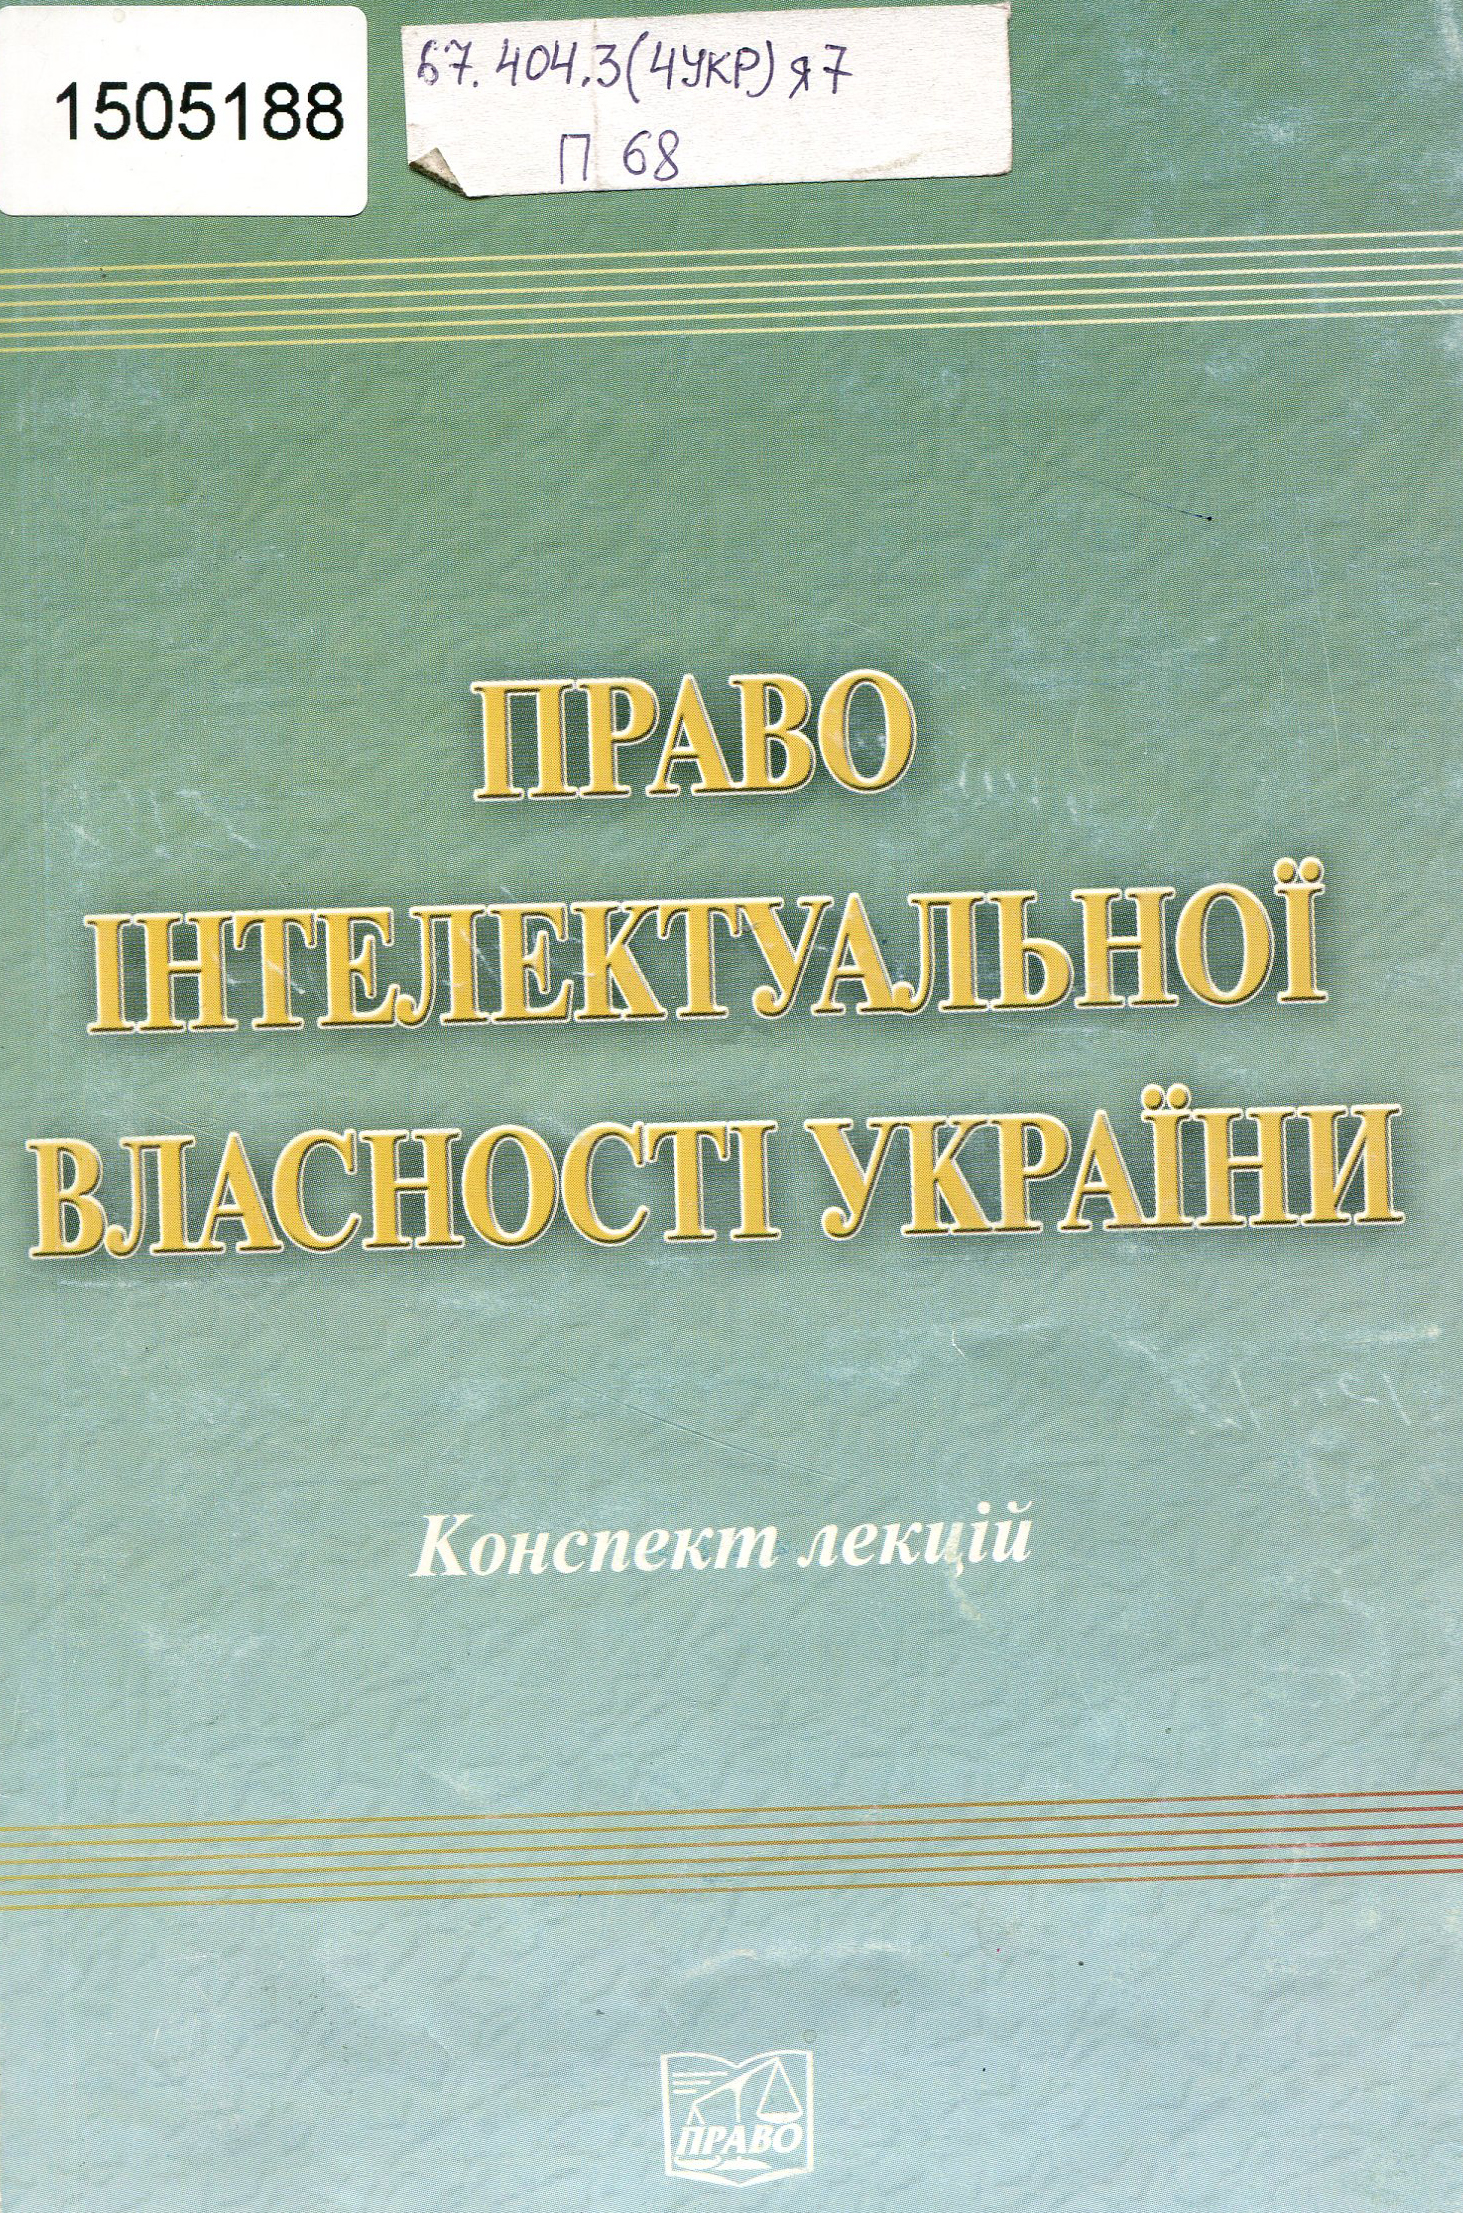 1505188
67.404.3(4УКР)я7
П 68
ПРАВО
ІНТЕЛЕКТУАЛЬНОЇ
ВЛАСНОСТІ УКРАЇНИ
Конспект лекцій
ПРАВО